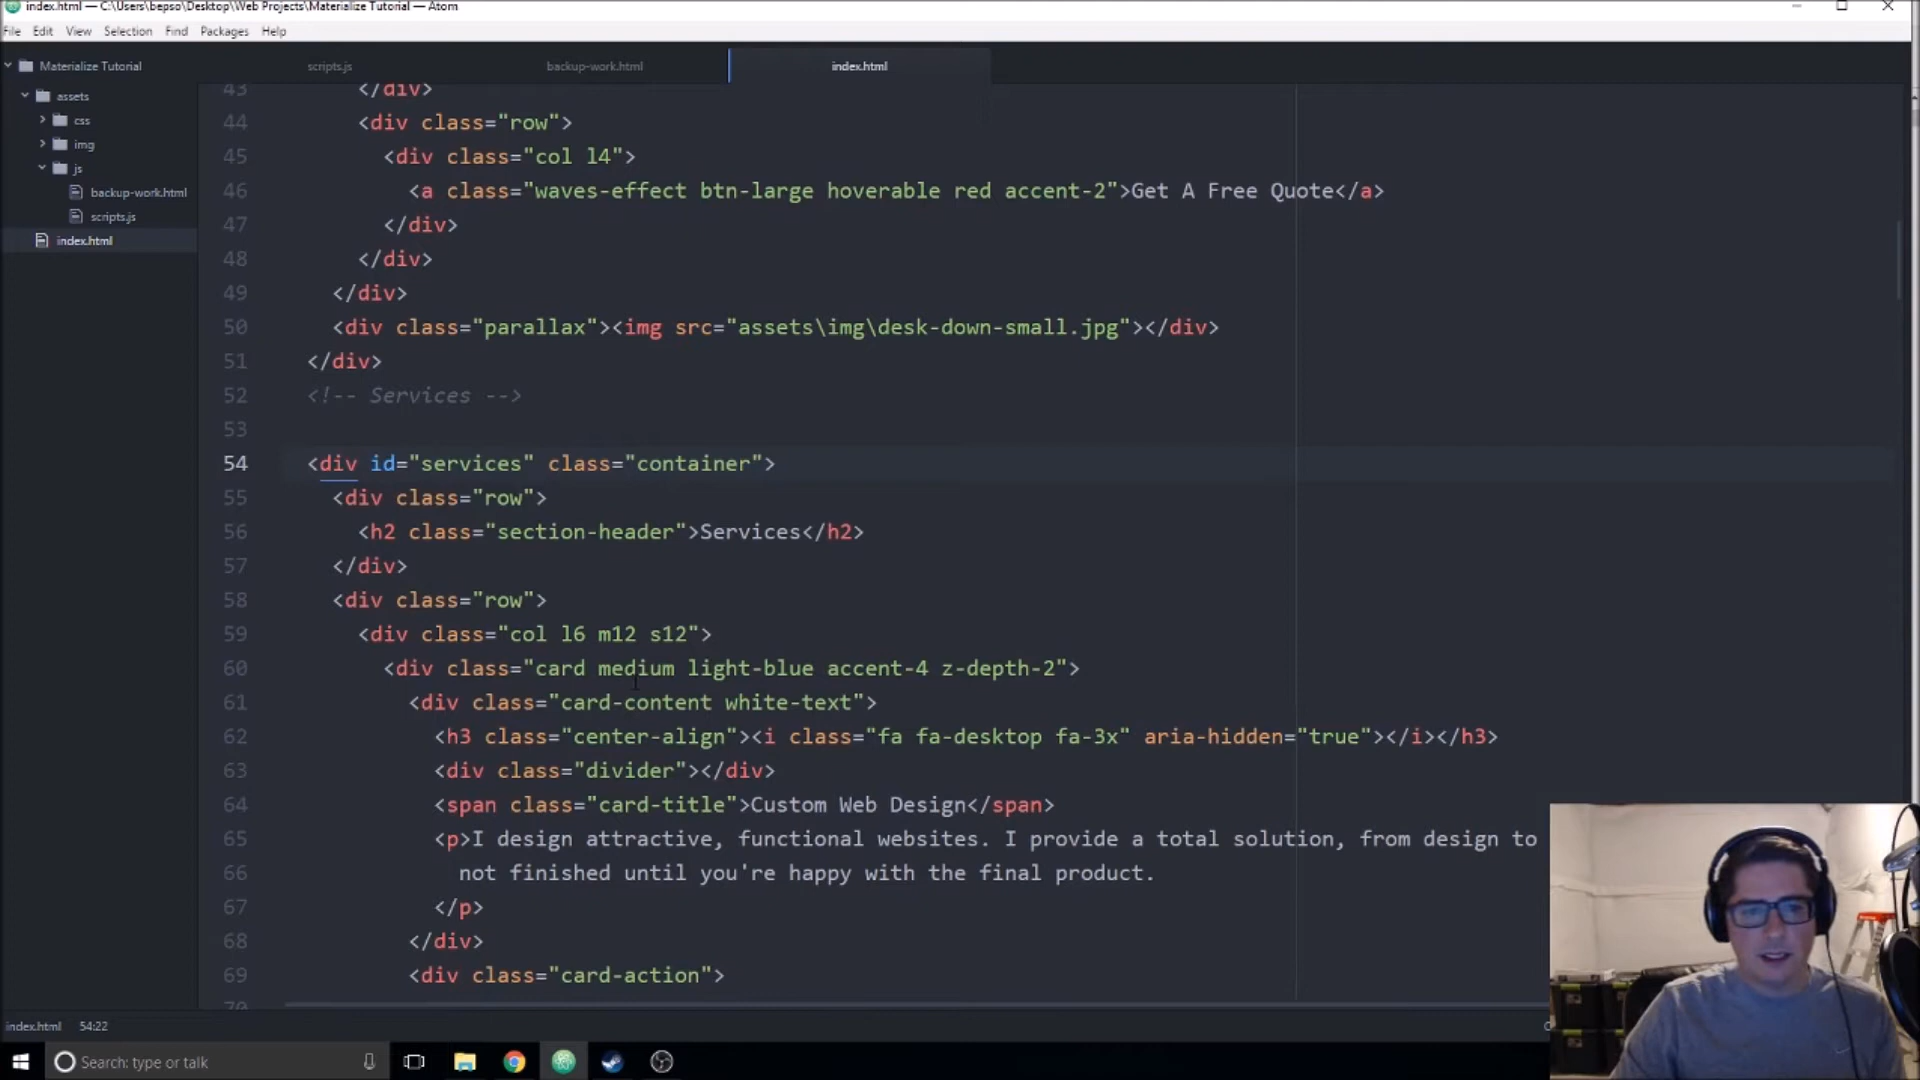 index.html — C:\Users\bepso\Desktop\Web Projects\Materialize Tutorial — Atom
File Edit View Selection Find Packages Help
Materialize Tutorial
assets
css
img
js
backup-work.html
scripts.js
index.html
scripts.js backup-work.html index.html
43 </div>
44 <div class="row">
45 <div class="col l4">
46 <a class="waves-effect btn-large hoverable red accent-2">Get A Free Quote</a>
47 </div>
48 </div>
49 </div>
50 <div class="parallax"><img src="assets\img\desk-down-small.jpg"></div>
51 </div>
52 <!-- Services -->
53
54 <div id="services" class="container">
55 <div class="row">
56 <h2 class="section-header">Services</h2>
57 </div>
58 <div class="row">
59 <div class="col l6 m12 s12">
60 <div class="card medium light-blue accent-4 z-depth-2">
61 <div class="card-content white-text">
62 <h3 class="center-align"><i class="fa fa-desktop fa-3x" aria-hidden="true"></i></h3>
63 <div class="divider"></div>
64 <span class="card-title">Custom Web Design</span>
65 <p>I design attractive, functional websites. I provide a total solution, from design to
66 not finished until you're happy with the final product.
67 </p>
68 </div>
69 <div class="card-action">
70
index.html 54:22
Search: type or talk